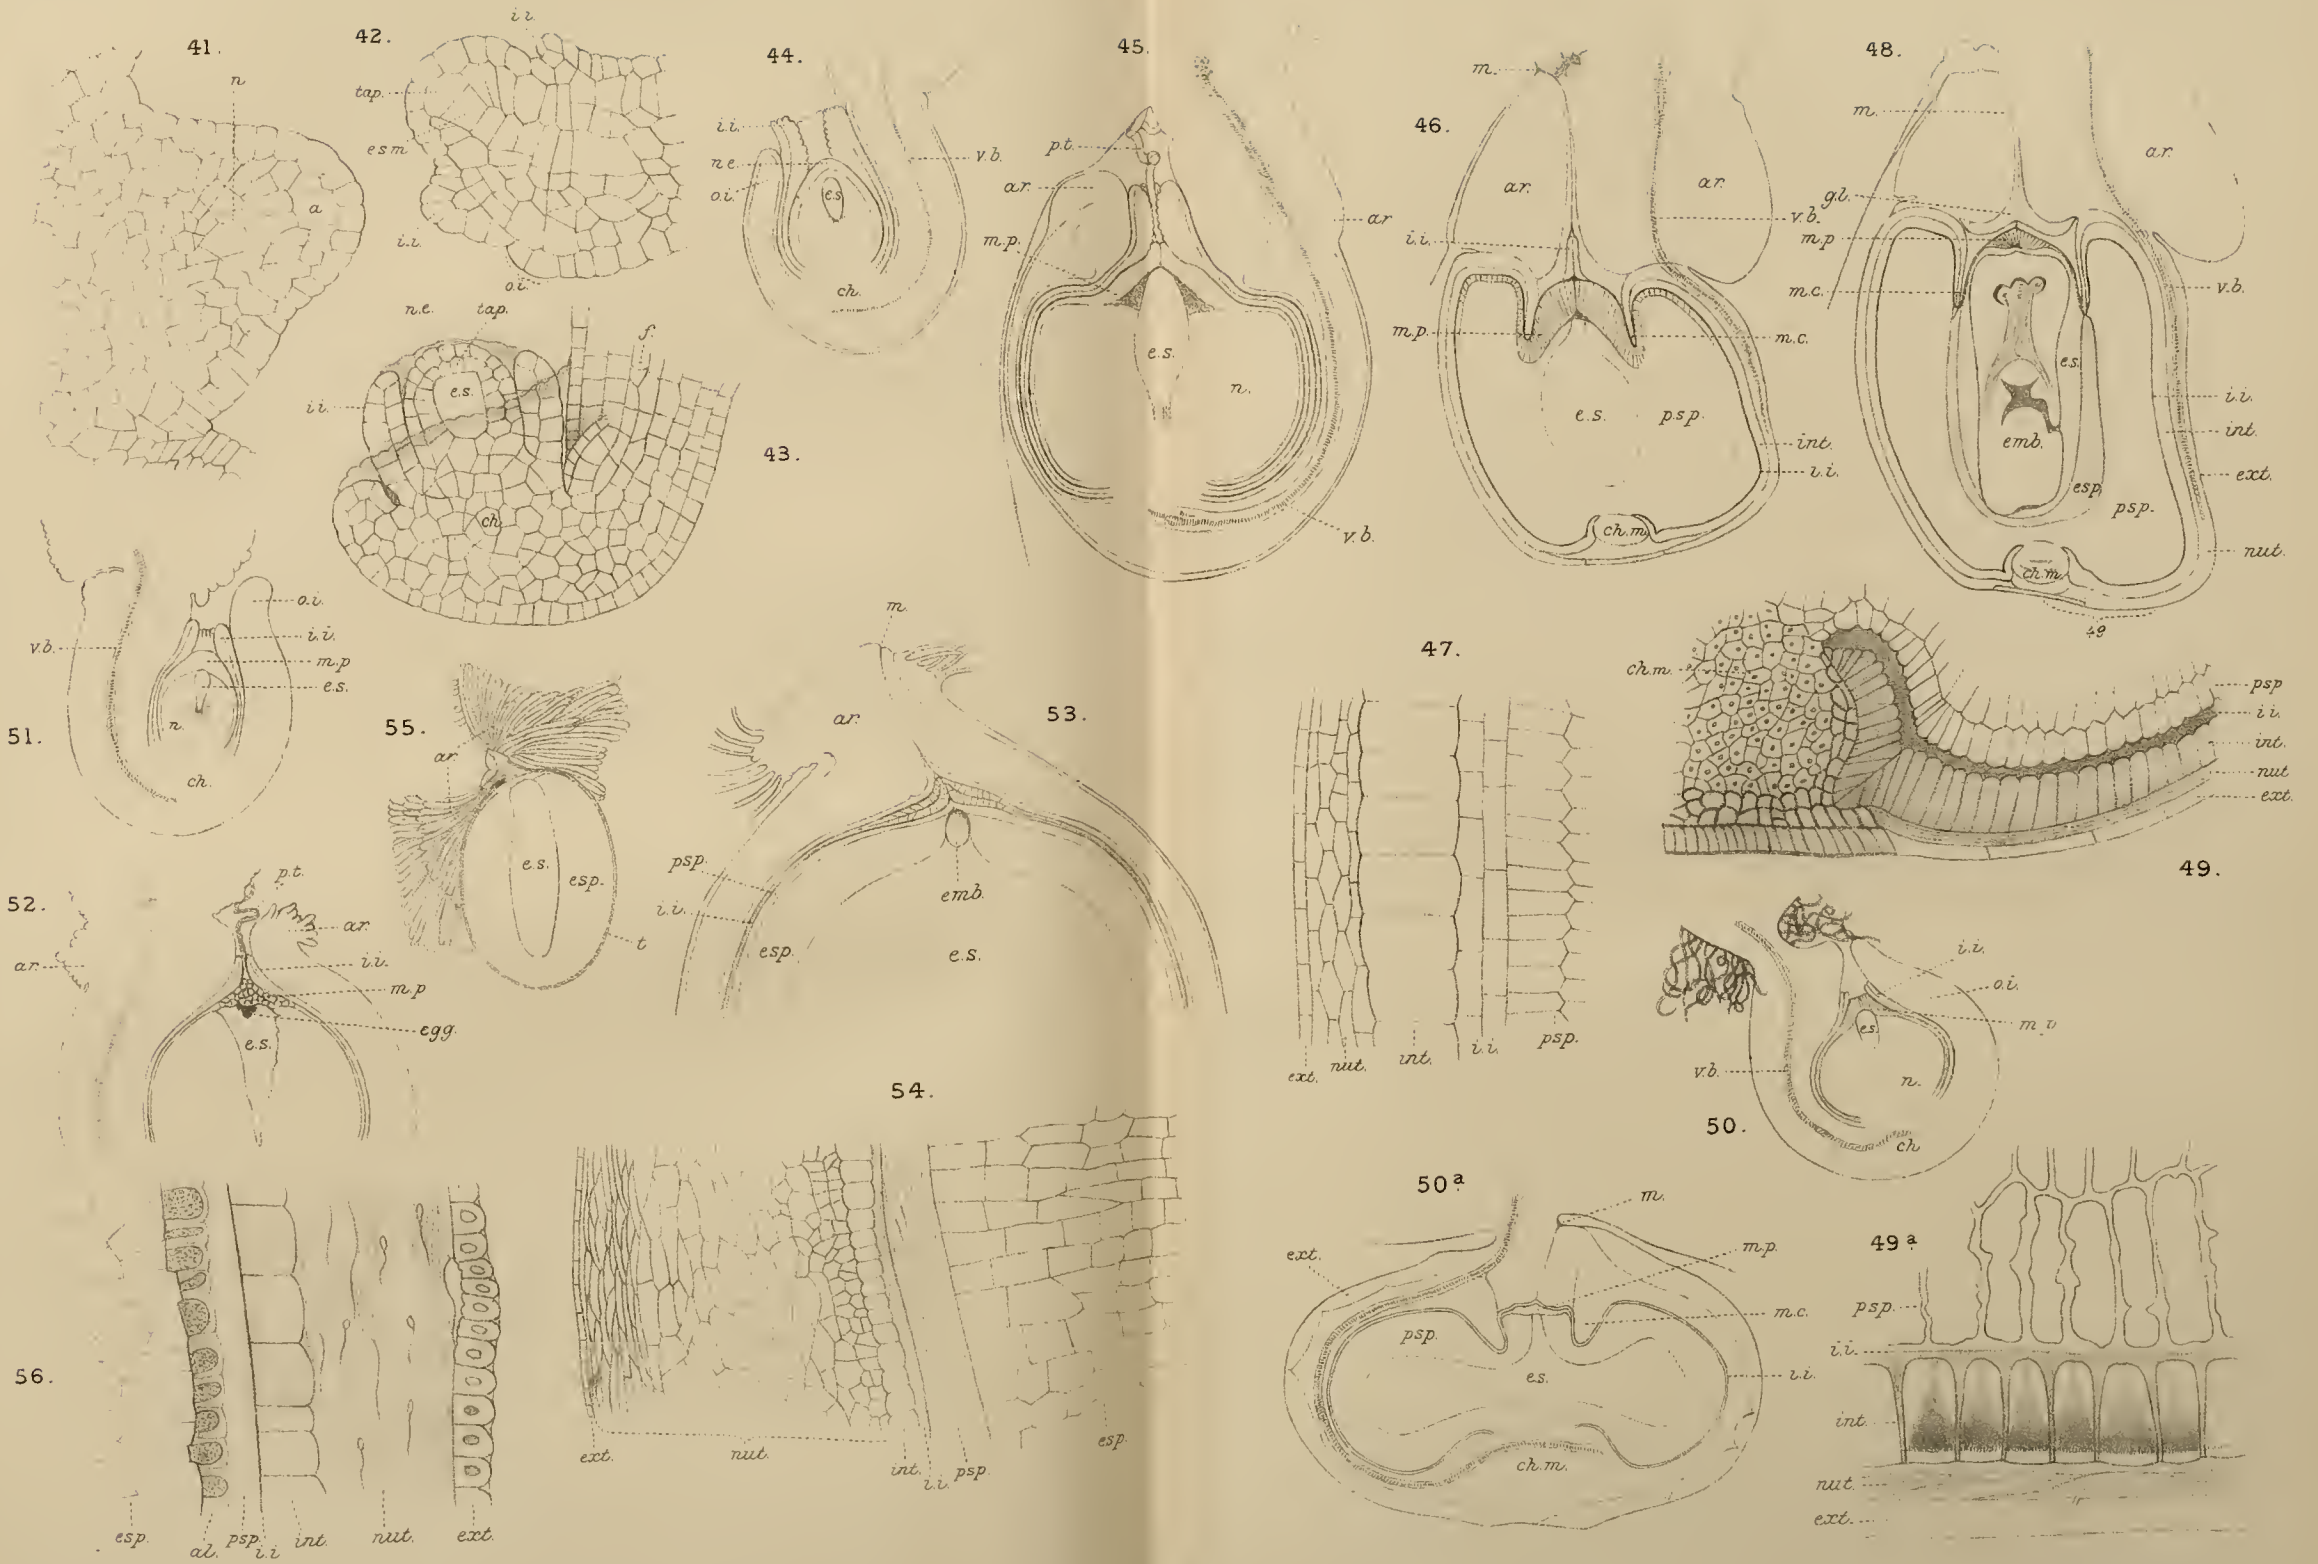 41.
n
a
42.
i.i.
tap.
esm
i.i.
o.i.
43.
n.e.
tap.
f.
e.s.
i.i.
ch.
44.
i.i.
n.e.
o.i.
v.b.
e.s.
ch.
45.
p.t.
ar.
m.p.
ar
e.s.
n.
v.b.
46.
m.
ar.
ar.
v.b.
i.i.
m.p.
m.c.
e.s.
p.s.p.
int.
i.i.
ch.m.
48.
m.
ar.
g.l.
m.p
m.c.
v.b.
e.s.
i.i.
emb.
int.
ext.
esp.
psp.
nut.
ch.m.
49
51.
v.b.
o.i.
i.i.
m.p
e.s.
n.
ch.
55.
ar.
e.s.
esp.
t
53.
m.
ar.
psp.
i.i.
emb.
esp.
e.s.
47.
ext.
nut.
int.
i.i.
psp.
49.
ch.m.
psp
i.i.
int.
nut
ext.
52.
p.t.
ar.
ar.
i.i.
m.p
egg.
e.s.
50.
i.i.
o.i.
es.
v.b.
n.
ch
54.
ext.
nut.
int.
i.i.
psp.
esp.
50a
m.
ext.
m.p.
m.c.
psp.
es.
i.i.
ch.m.
49a
psp.
i.i.
int.
nut.
ext.
56.
esp.
al.
psp.
i.i
int.
nut.
ext.